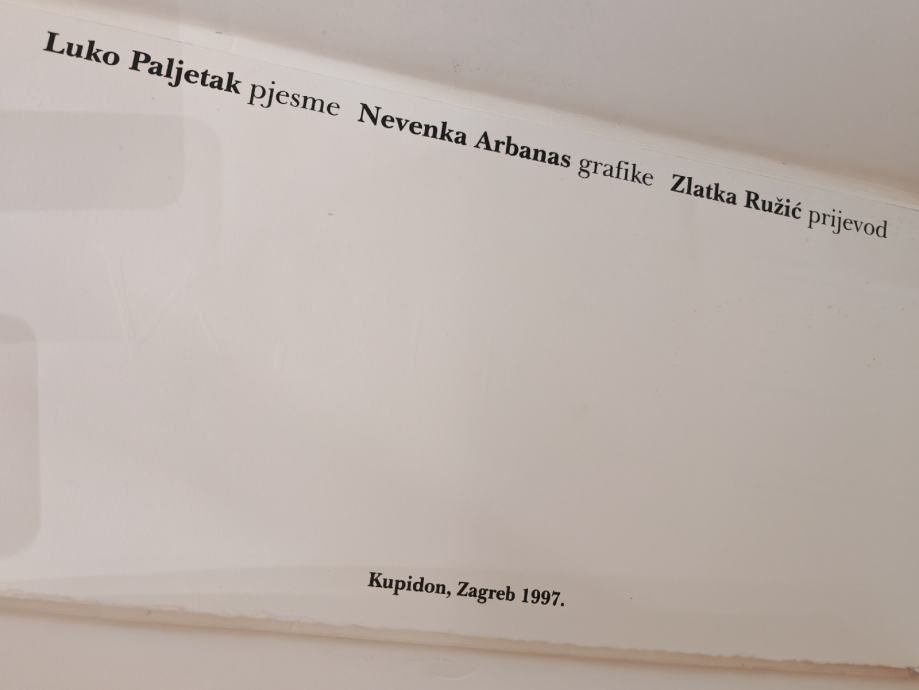 Luko Paljetak pjesme Nevenka Arbanas grafike Zlatka Ružić prijevod
Kupidon, Zagreb 1997.